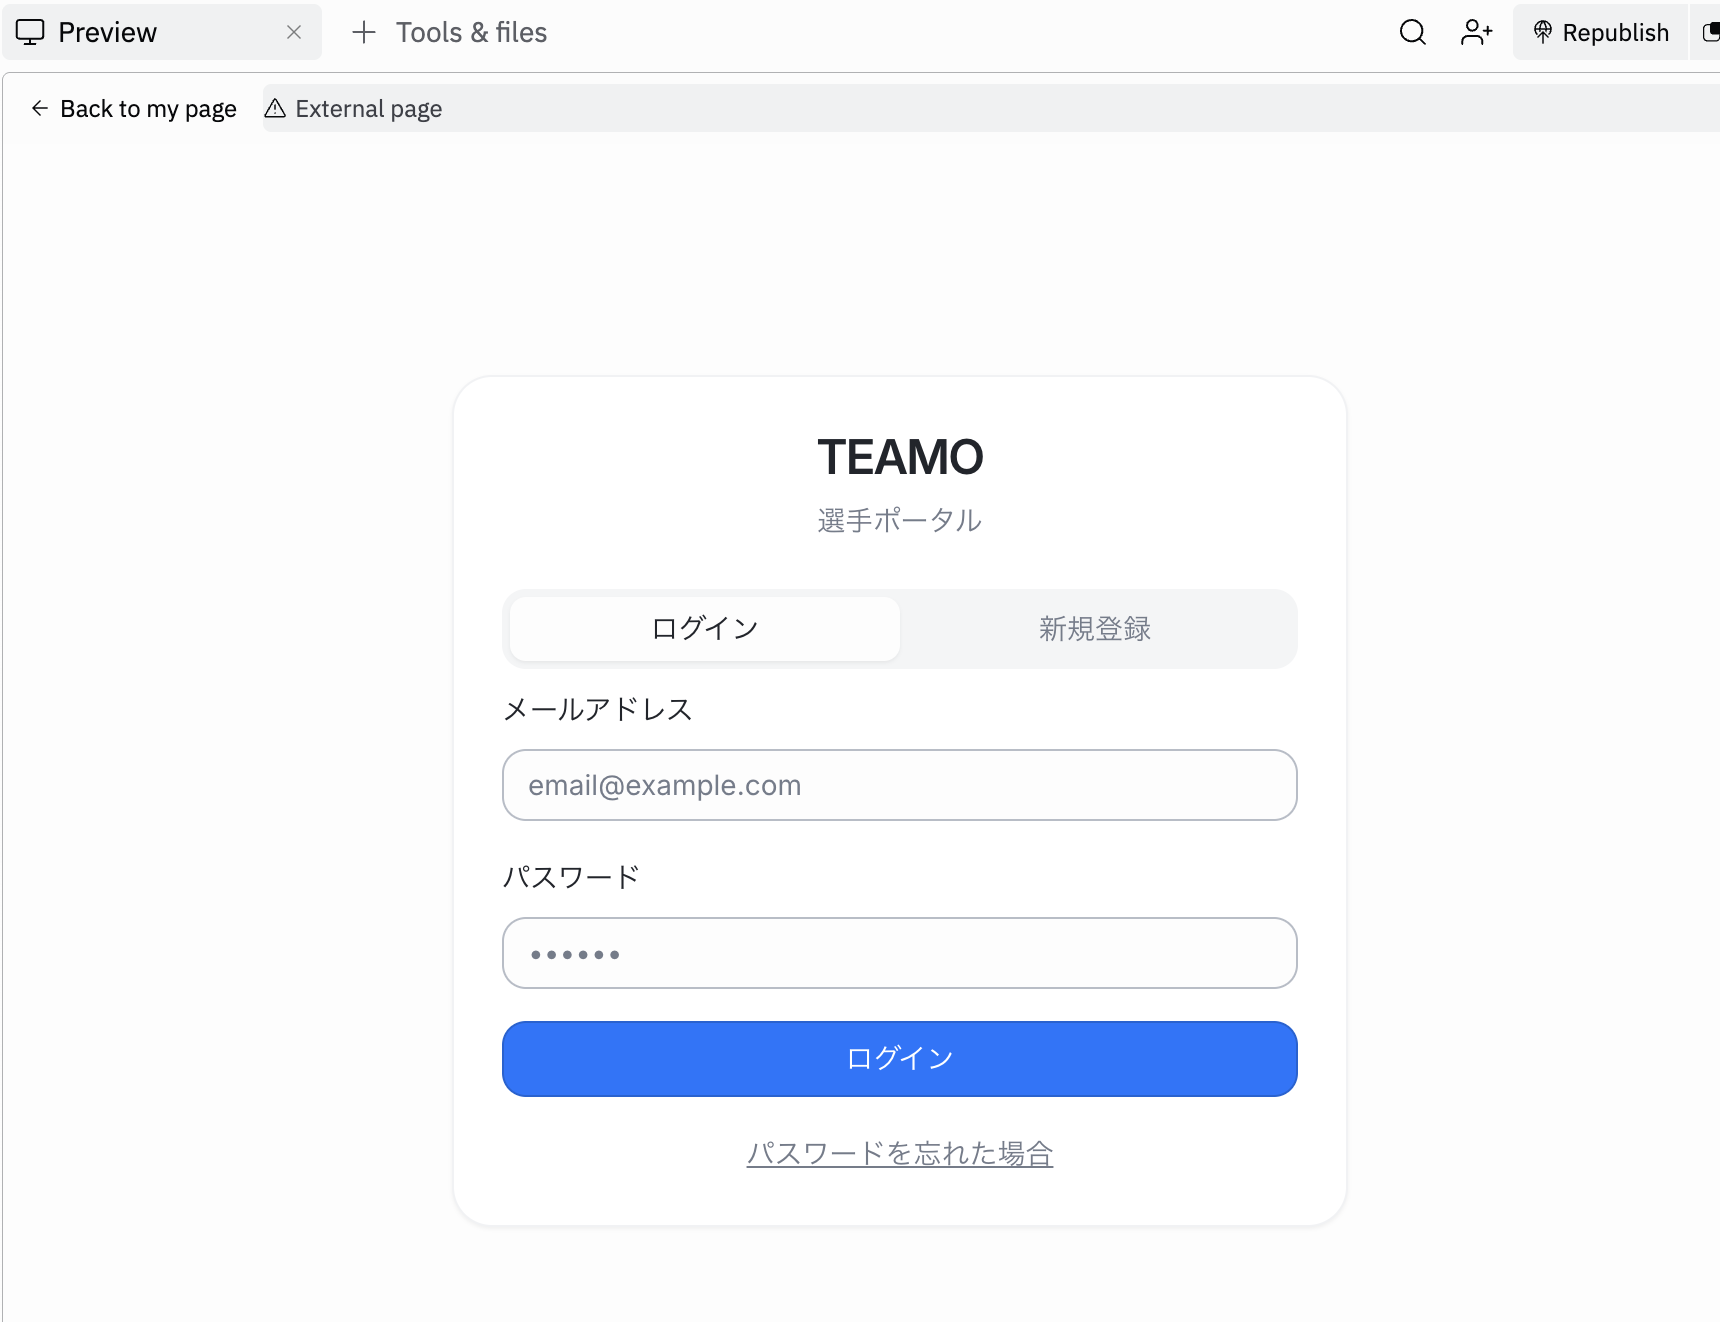 Preview
Tools & files
Republish
Back to my page
External page
TEAMO
選手ポータル
ログイン
新規登録
メールアドレス
email@example.com
パスワード
••••••
ログイン
パスワードを忘れた場合